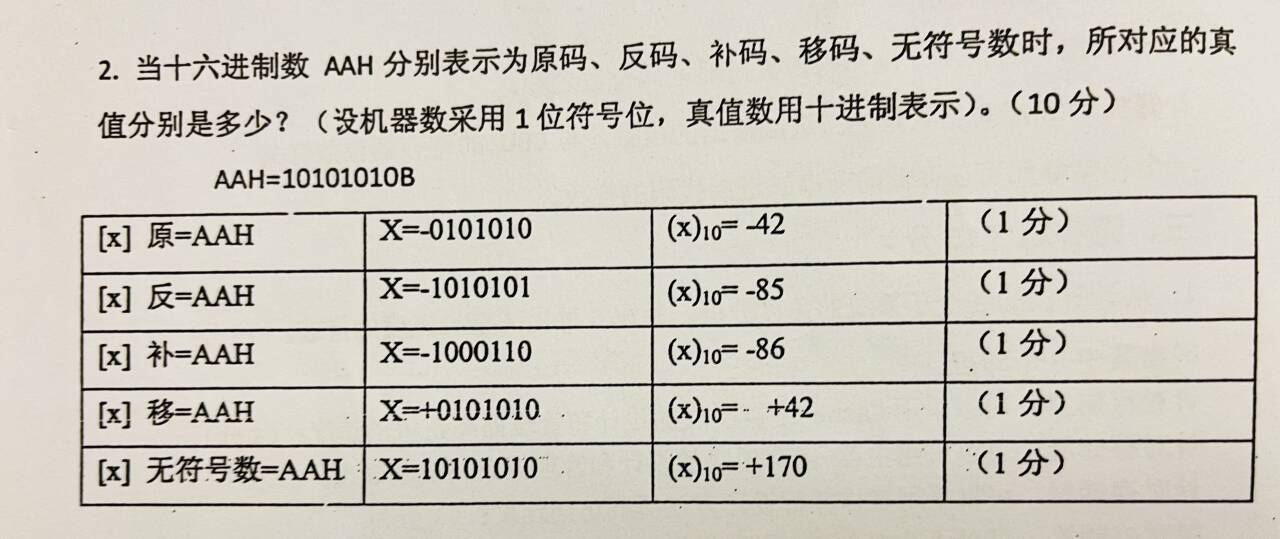 2. 当十六进制数 AAH 分别表示为原码、反码、补码、移码、无符号数时，所对应的真
值分别是多少？（设机器数采用 1 位符号位，真值数用十进制表示）。（10 分）
AAH=10101010B
[x] 原=AAH X=-0101010 (x)₁₀= -42 （1 分）
[x] 反=AAH X=-1010101 (x)₁₀= -85 （1 分）
[x] 补=AAH X=-1000110 (x)₁₀= -86 （1 分）
[x] 移=AAH X=+0101010 (x)₁₀= +42 （1 分）
[x] 无符号数=AAH X=10101010 (x)₁₀= +170 （1 分）